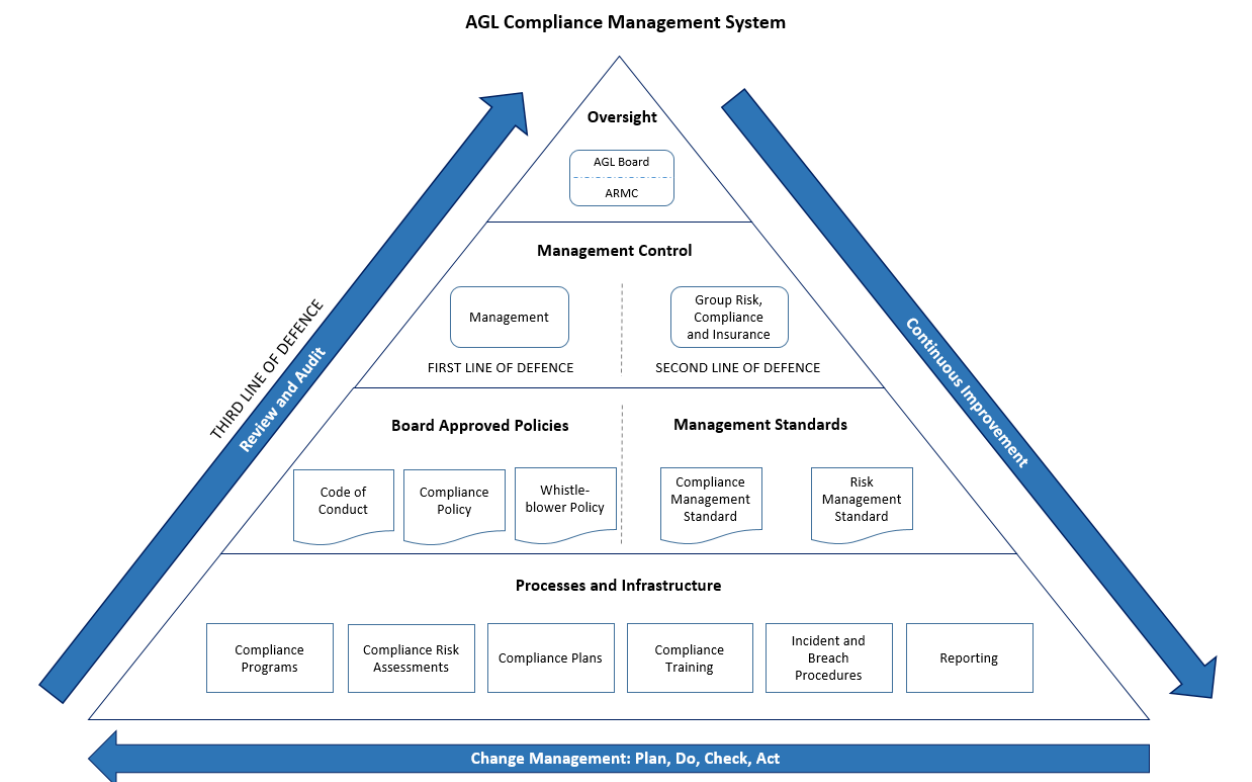 AGL Compliance Management System
Oversight
AGL Board
ARMC
Management Control
Management
Group Risk,
Compliance
and Insurance
FIRST LINE OF DEFENCE
SECOND LINE OF DEFENCE
THIRD LINE OF DEFENCE
Review and Audit
Continuous Improvement
Board Approved Policies
Management Standards
Code of
Conduct
Compliance
Policy
Whistle-
blower Policy
Compliance
Management
Standard
Risk
Management
Standard
Processes and Infrastructure
Compliance
Programs
Compliance Risk
Assessments
Compliance Plans
Compliance
Training
Incident and
Breach
Procedures
Reporting
Change Management: Plan, Do, Check, Act